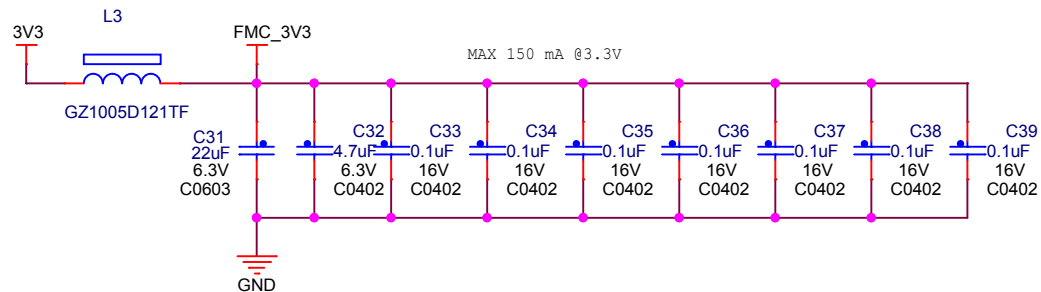 L3
3V3
FMC_3V3
MAX 150 mA @3.3V
GZ1005D121TF
C31
22uF
6.3V
C0603
C32
4.7uF
6.3V
C0402
C33
0.1uF
16V
C0402
C34
0.1uF
16V
C0402
C35
0.1uF
16V
C0402
C36
0.1uF
16V
C0402
C37
0.1uF
16V
C0402
C38
0.1uF
16V
C0402
C39
0.1uF
16V
C0402
GND